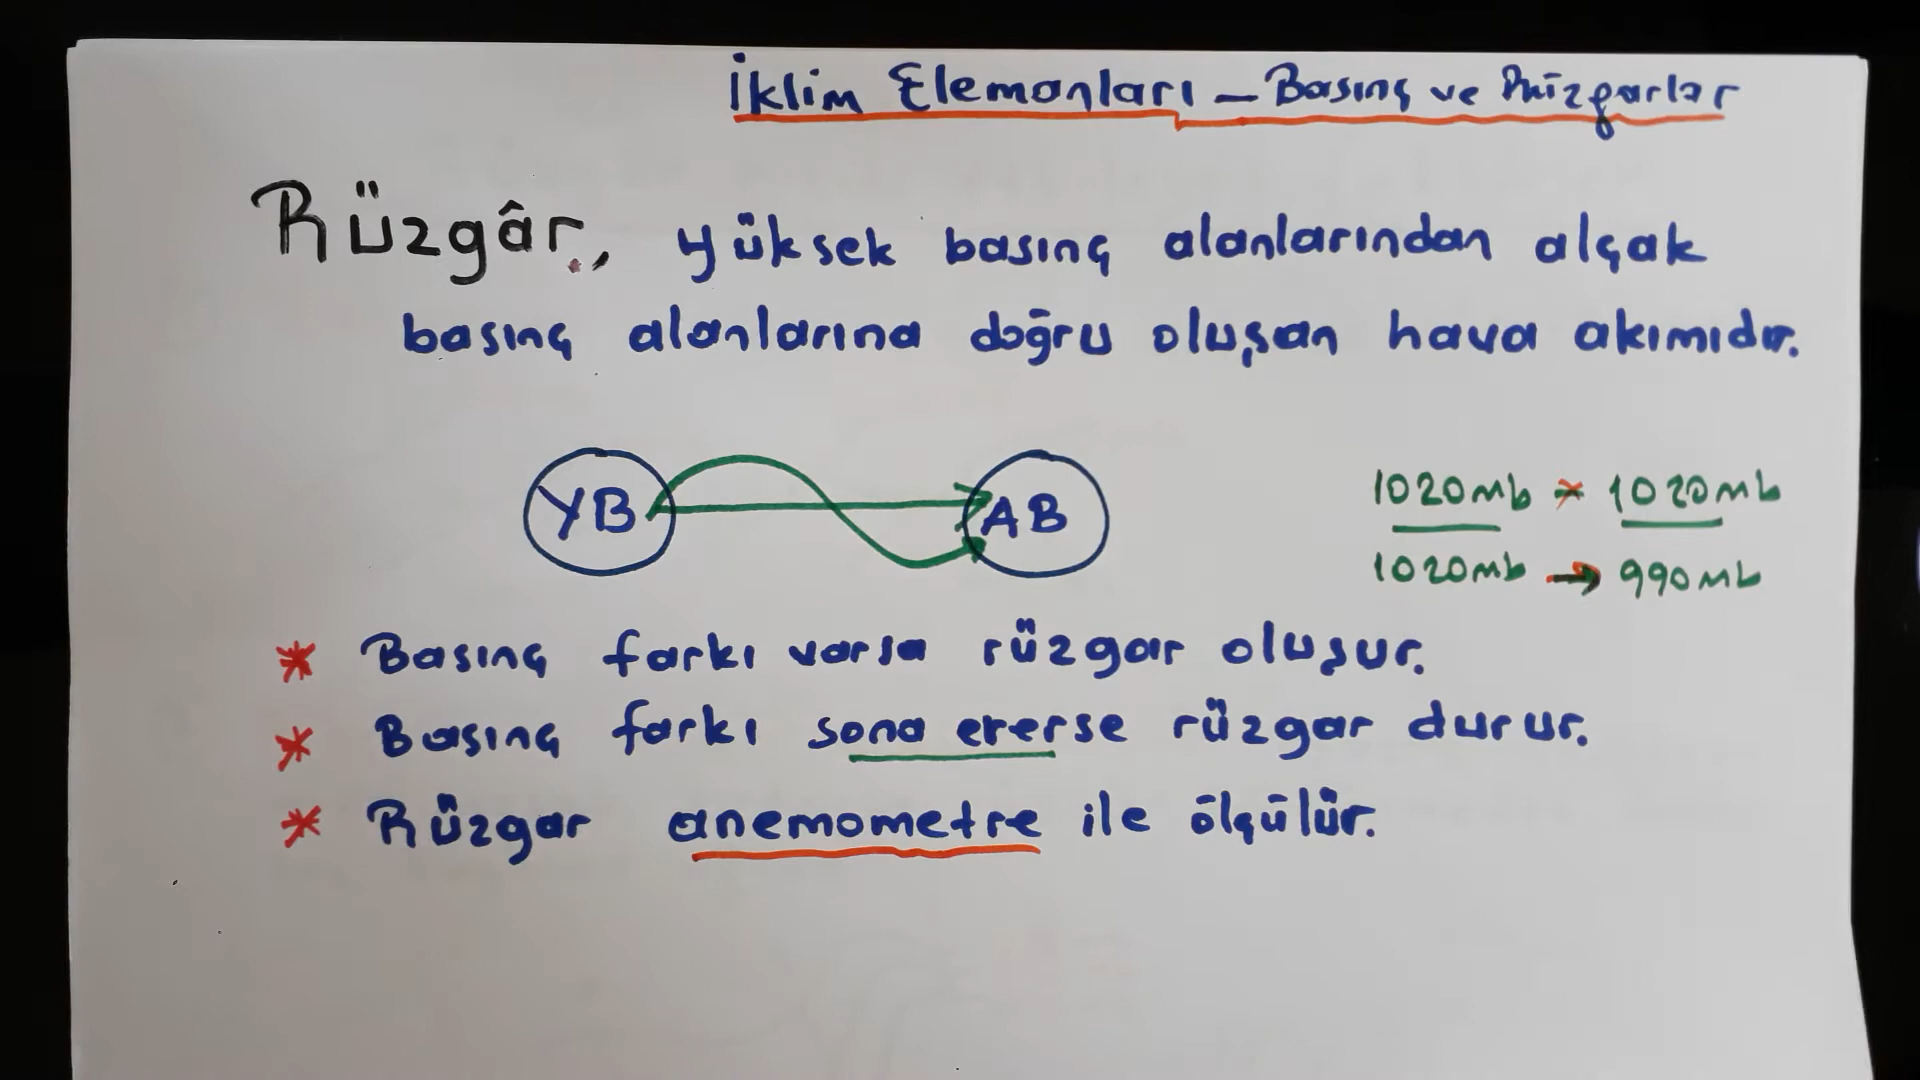 İklim Elemanları - Basınç ve Rüzgarlar
Rüzgâr, yüksek basınç alanlarından alçak
basınç alanlarına doğru oluşan hava akımıdır.
YB AB
1020mb × 1020mb
1020mb → 990mb
* Basınç farkı varsa rüzgar oluşur.
* Basınç farkı sona ererse rüzgar durur.
* Rüzgar anemometre ile ölçülür.